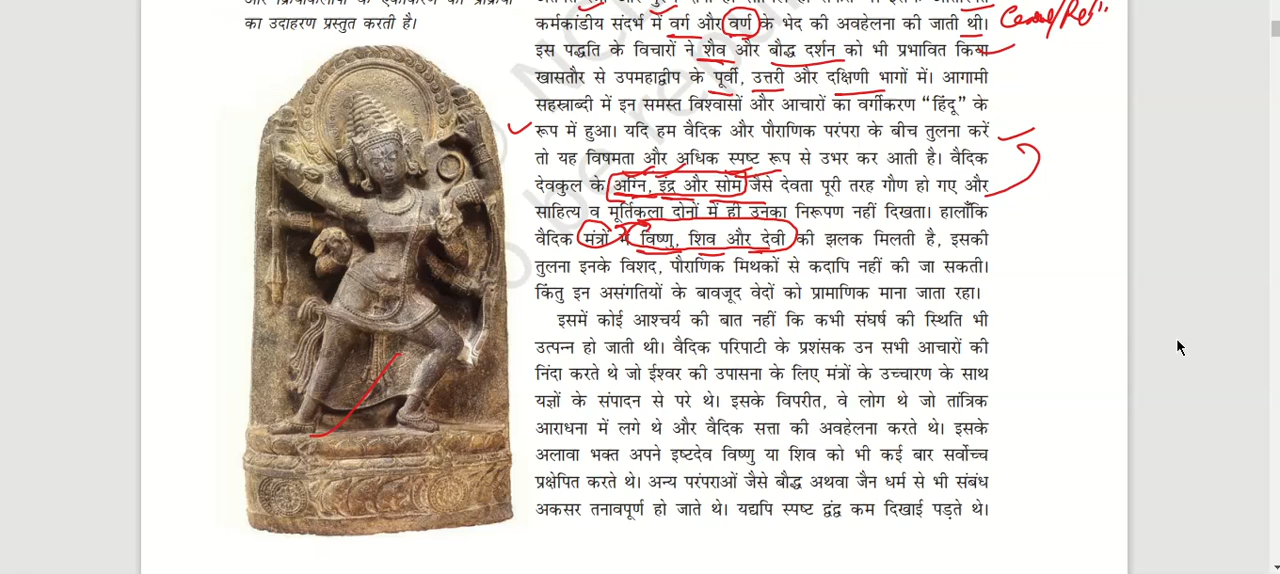 का उदाहरण प्रस्तुत करती है।
कर्मकांडीय संदर्भ में वर्ग और वर्ण के भेद की अवहेलना की जाती थी।
इस पद्धति के विचारों ने शैव और बौद्ध दर्शन को भी प्रभावित किया
खासतौर से उपमहाद्वीप के पूर्वी, उत्तरी और दक्षिणी भागों में। आगामी
सहस्राब्दी में इन समस्त विश्वासों और आचारों का वर्गीकरण “हिंदू” के
रूप में हुआ। यदि हम वैदिक और पौराणिक परंपरा के बीच तुलना करें
तो यह विषमता और अधिक स्पष्ट रूप से उभर कर आती है। वैदिक
देवकुल के अग्नि, इंद्र और सोम जैसे देवता पूरी तरह गौण हो गए और
साहित्य व मूर्तिकला दोनों में ही उनका निरूपण नहीं दिखता। हालाँकि
वैदिक मंत्रों में विष्णु, शिव और देवी की झलक मिलती है, इसकी
तुलना इनके विशद, पौराणिक मिथकों से कदापि नहीं की जा सकती।
किंतु इन असंगतियों के बावजूद वेदों को प्रामाणिक माना जाता रहा।
इसमें कोई आश्चर्य की बात नहीं कि कभी संघर्ष की स्थिति भी
उत्पन्न हो जाती थी। वैदिक परिपाटी के प्रशंसक उन सभी आचारों की
निंदा करते थे जो ईश्वर की उपासना के लिए मंत्रों के उच्चारण के साथ
यज्ञों के संपादन से परे थे। इसके विपरीत, वे लोग थे जो तांत्रिक
आराधना में लगे थे और वैदिक सत्ता की अवहेलना करते थे। इसके
अलावा भक्त अपने इष्टदेव विष्णु या शिव को भी कई बार सर्वोच्च
प्रक्षेपित करते थे। अन्य परंपराओं जैसे बौद्ध अथवा जैन धर्म से भी संबंध
अकसर तनावपूर्ण हो जाते थे। यद्यपि स्पष्ट द्वंद्व कम दिखाई पड़ते थे।